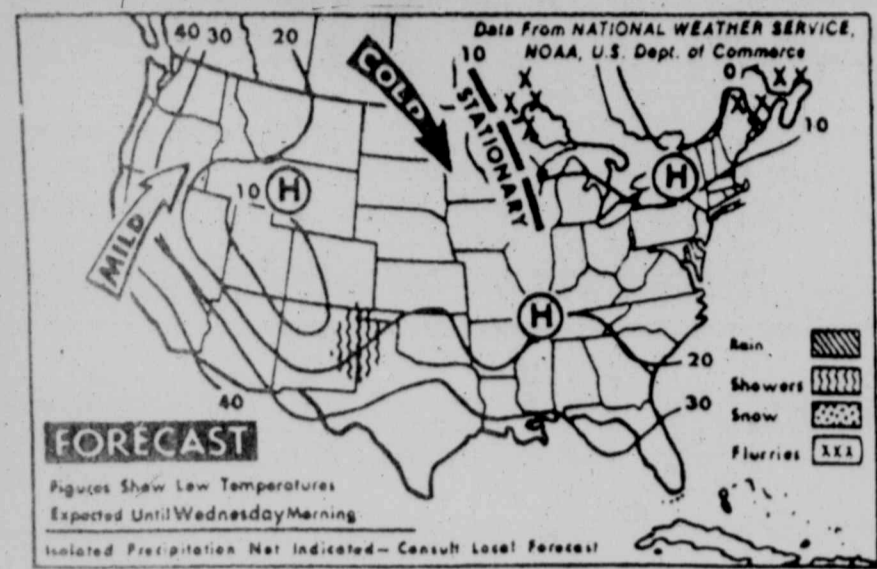 Data From NATIONAL WEATHER SERVICE,
NOAA, U.S. Dept. of Commerce
40 30 20
10
0
10
COLD
STATIONARY
MILD
10
H
H
H
20
30
40
Rain
Showers
Snow
Flurries
XXX
FORECAST
Figures Show Low Temperatures
Expected Until Wednesday Morning
Isolated Precipitation Not Indicated— Consult Local Forecast